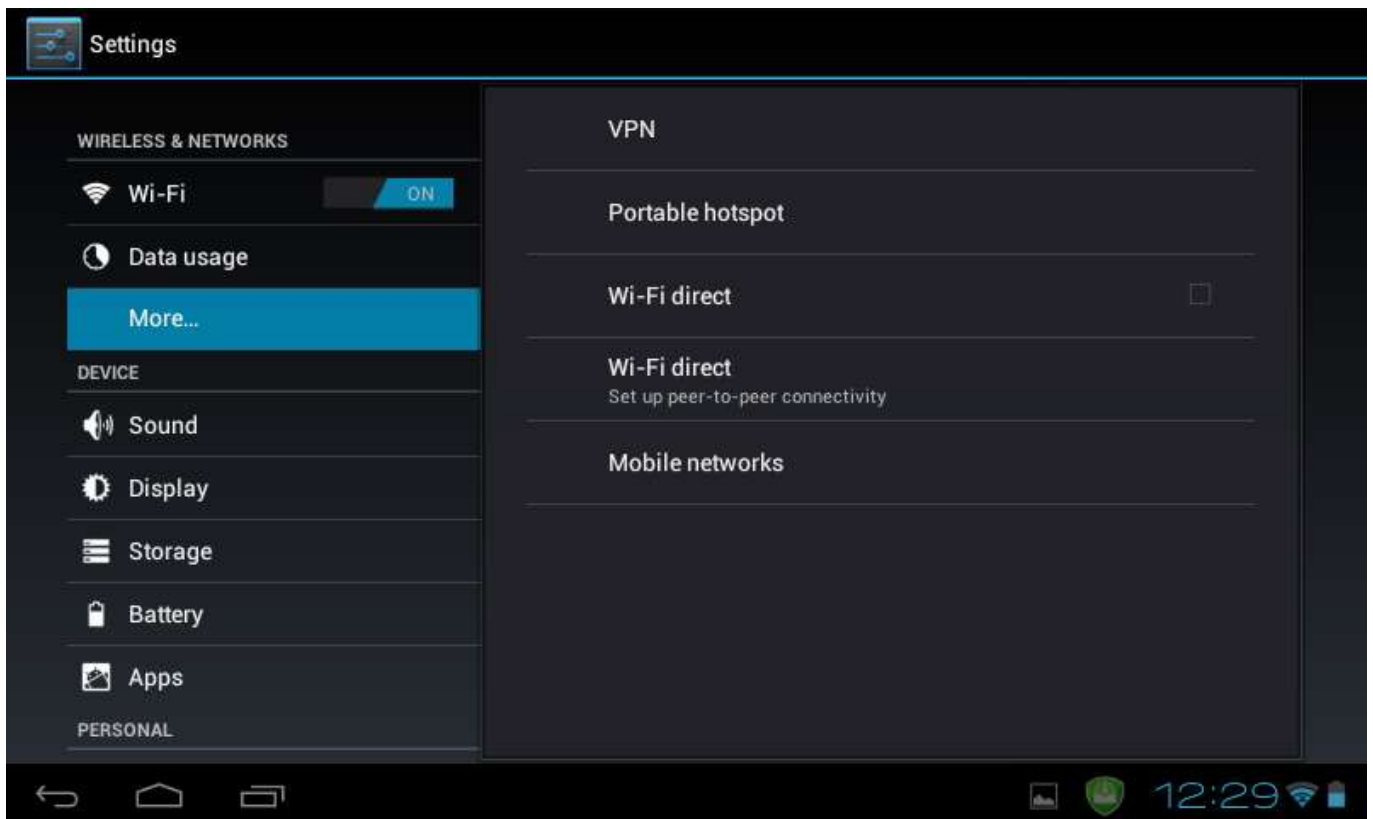 Settings
WIRELESS & NETWORKS
Wi-Fi
ON
Data usage
More...
DEVICE
Sound
Display
Storage
Battery
Apps
PERSONAL
VPN
Portable hotspot
Wi-Fi direct
Wi-Fi direct
Set up peer-to-peer connectivity
Mobile networks
12:29